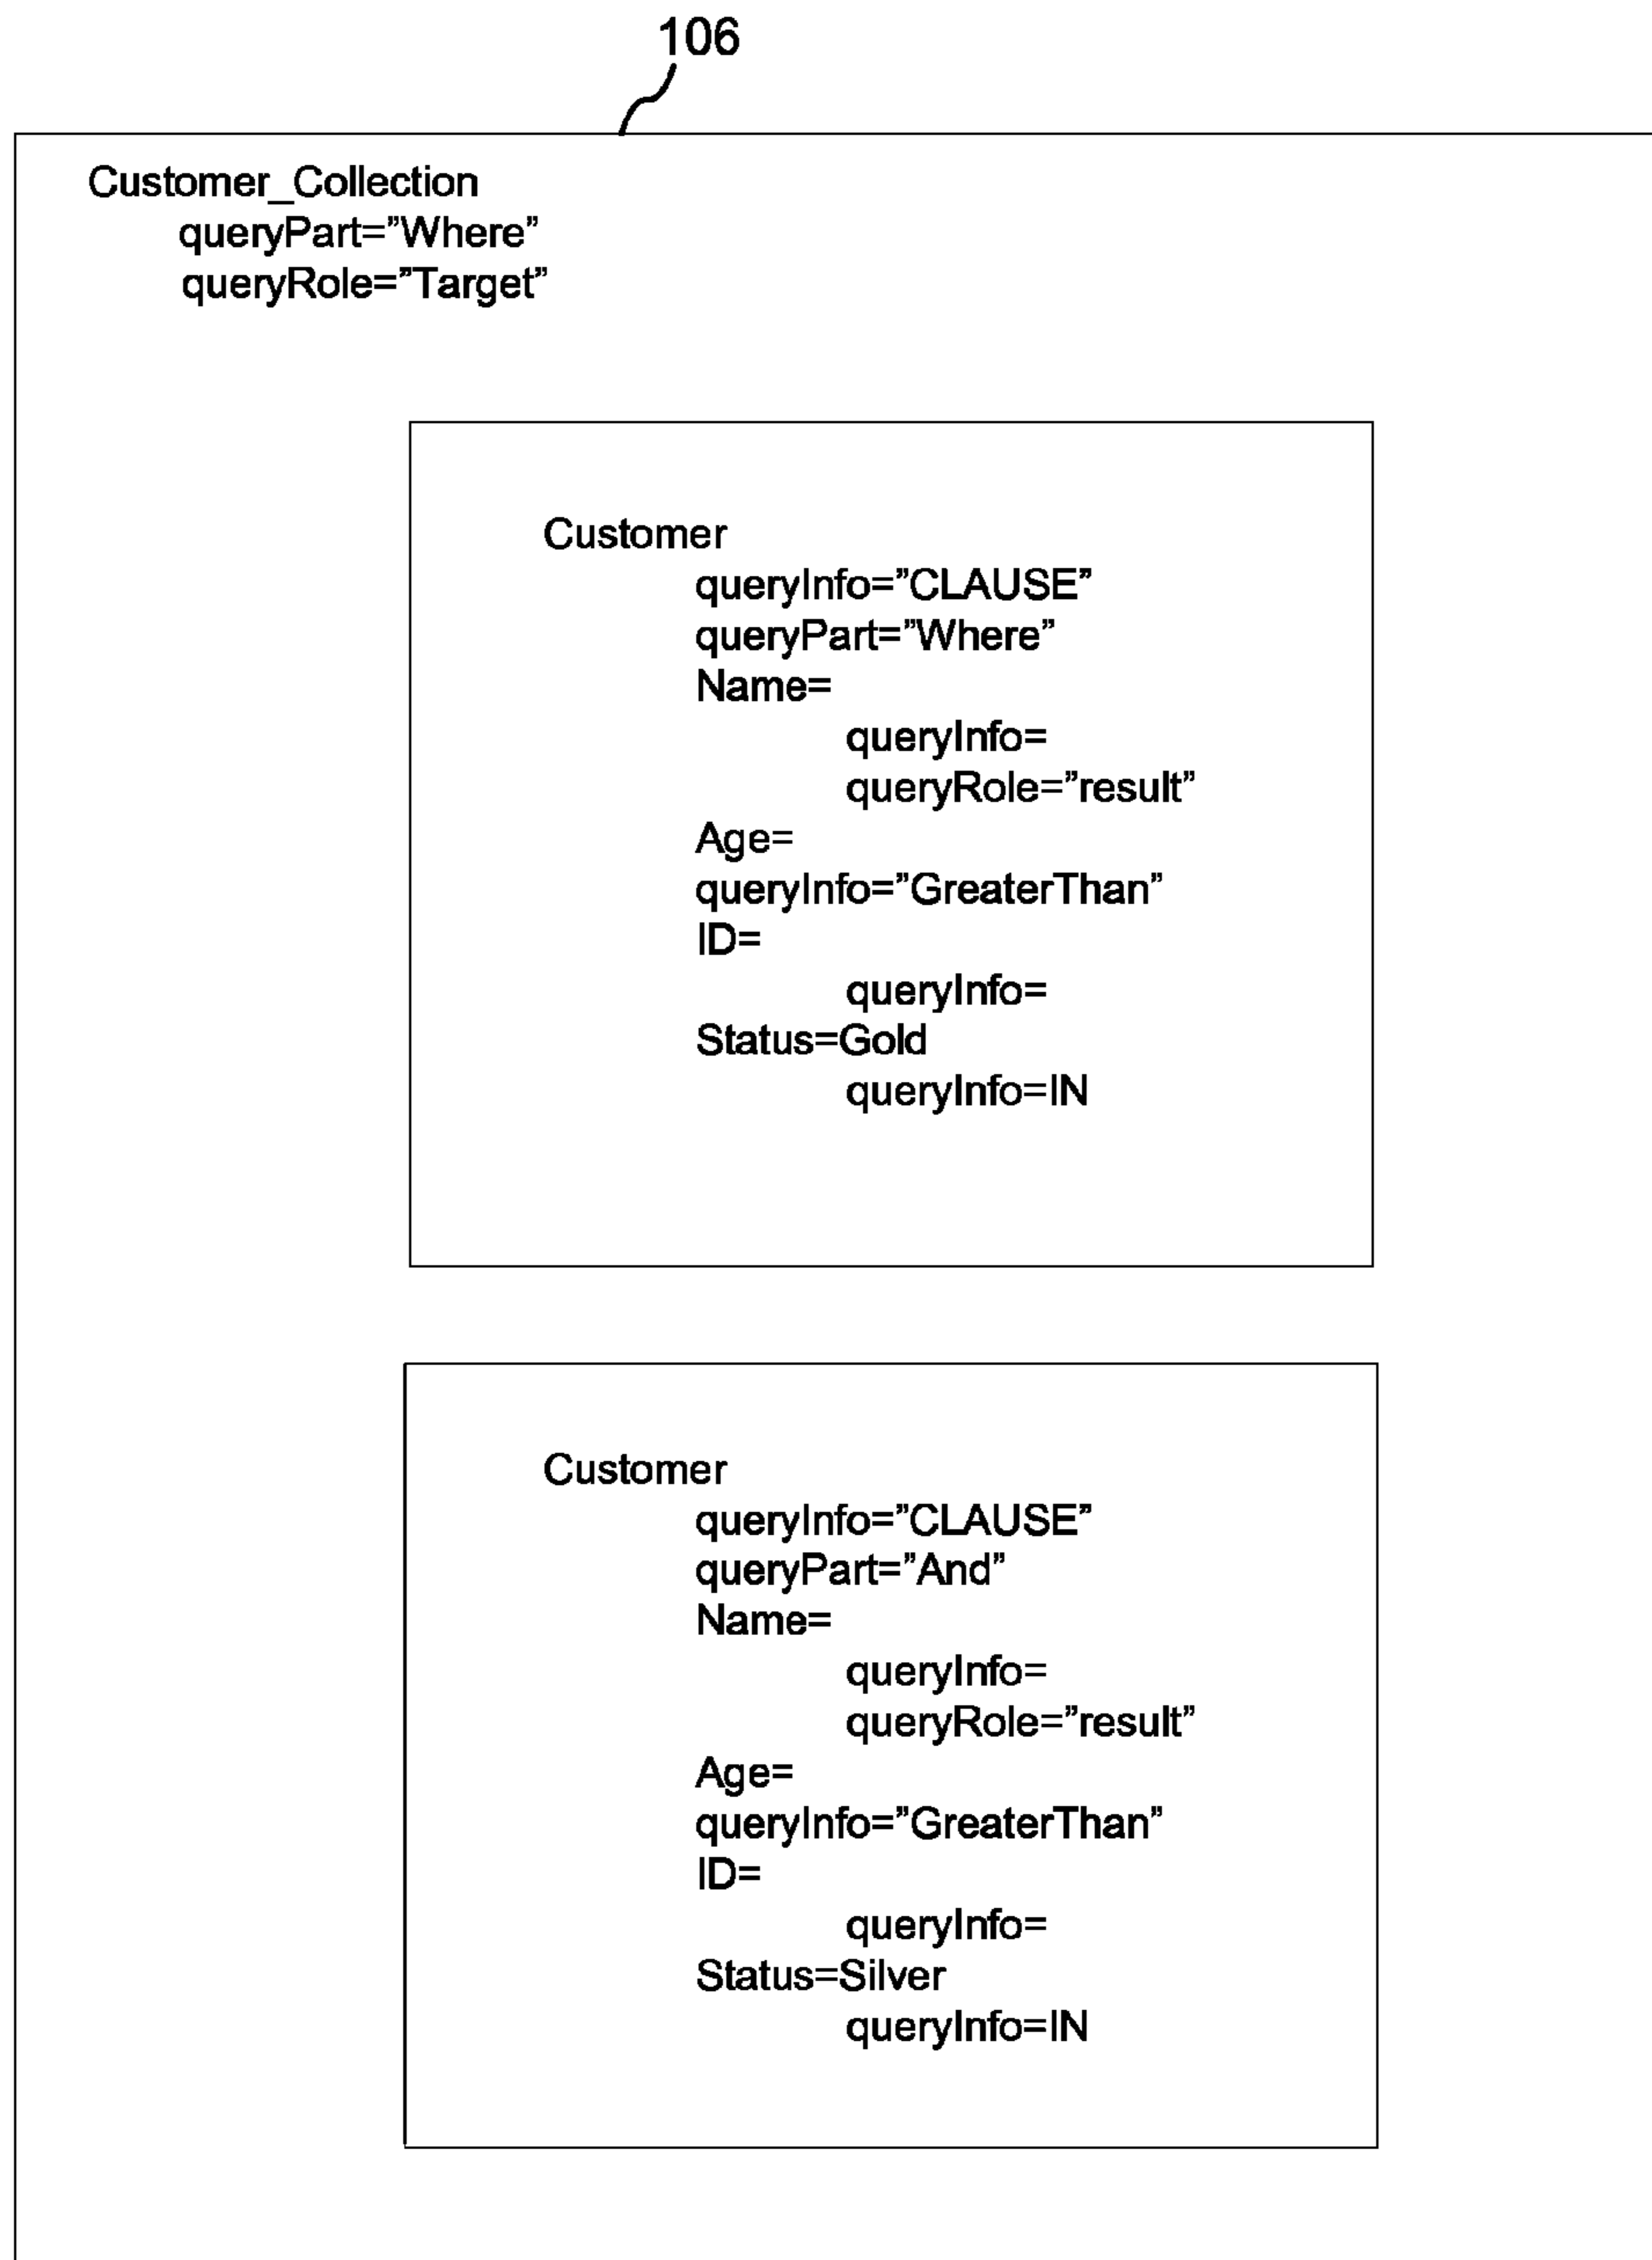 106
Customer_Collection
queryPart=”Where”
queryRole=”Target”
Customer
queryInfo=”CLAUSE”
queryPart=”Where”
Name=
queryInfo=
queryRole=”result”
Age=
queryInfo=”GreaterThan”
ID=
queryInfo=
Status=Gold
queryInfo=IN
Customer
queryInfo=”CLAUSE”
queryPart=”And”
Name=
queryInfo=
queryRole=”result”
Age=
queryInfo=”GreaterThan”
ID=
queryInfo=
Status=Silver
queryInfo=IN